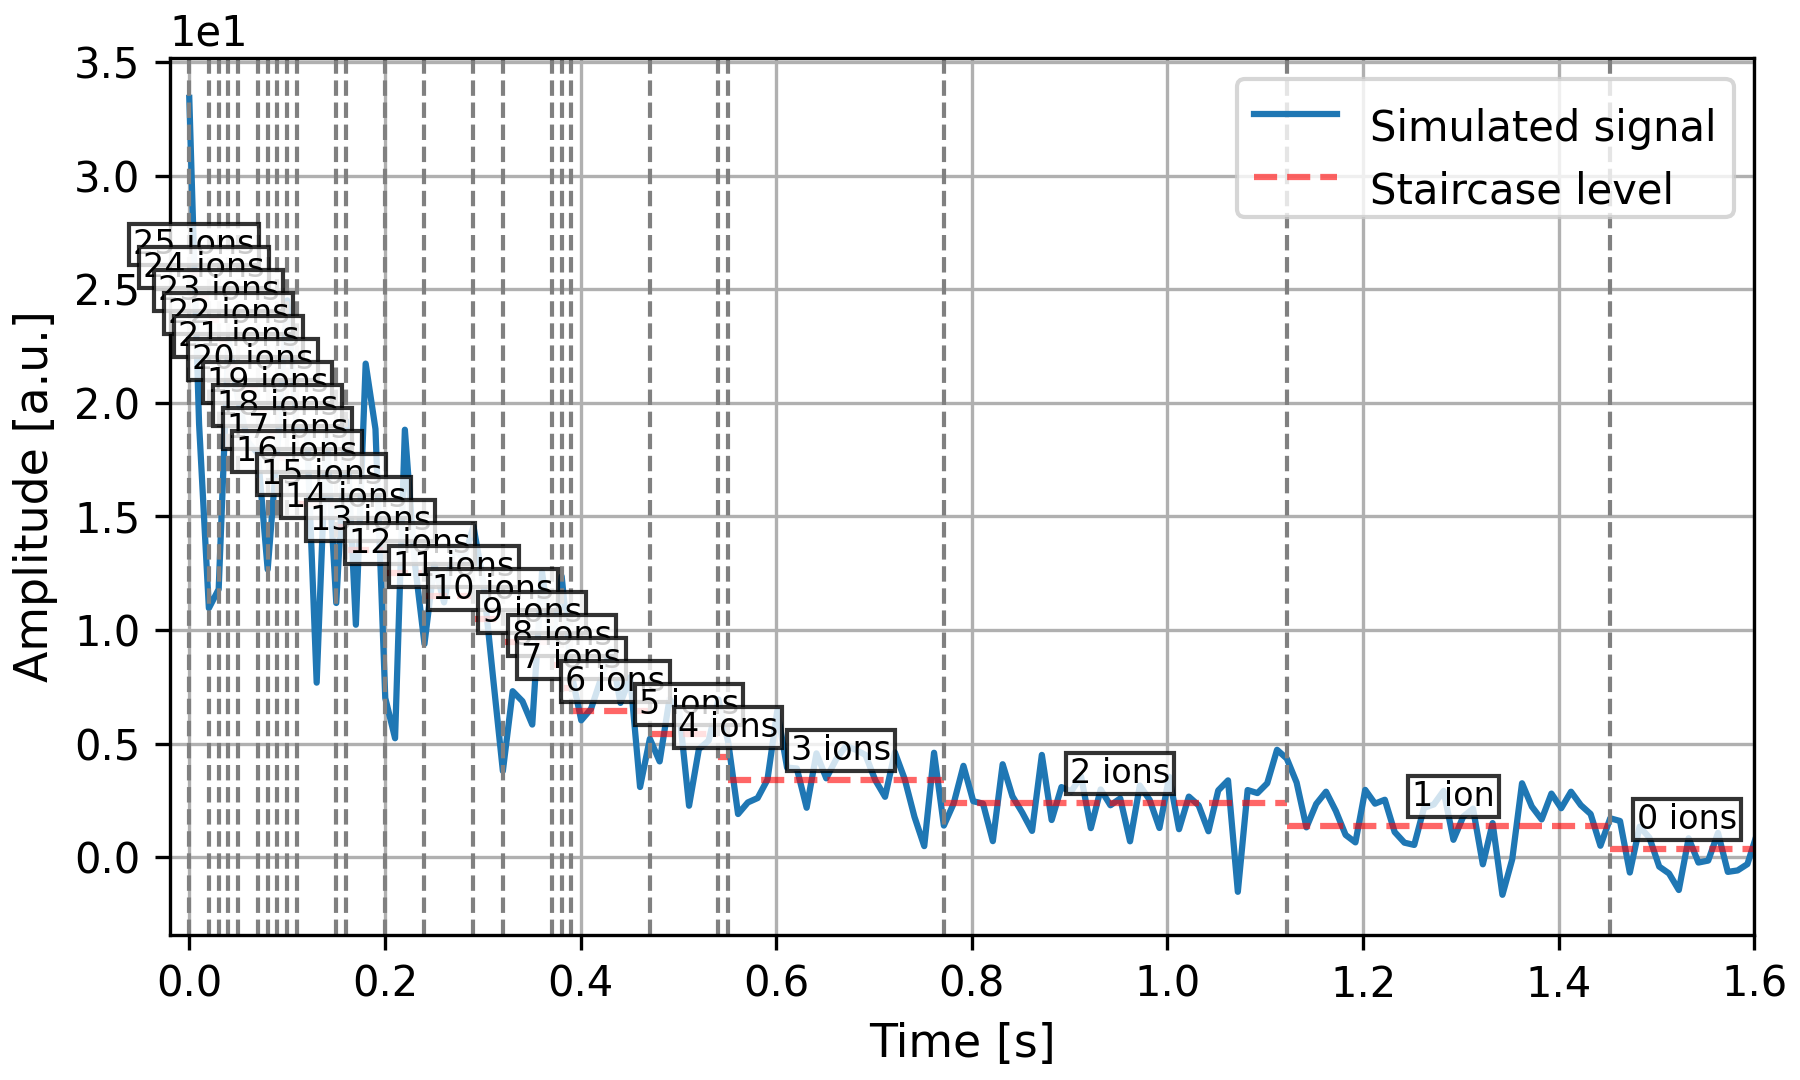 1e1
3.5
3.0
2.5
2.0
1.5
1.0
0.5
0.0
Amplitude [a.u.]
Simulated signal
Staircase level
25 ions
24 ions
23 ions
22 ions
21 ions
20 ions
19 ions
18 ions
17 ions
16 ions
15 ions
14 ions
13 ions
12 ions
11 ions
10 ions
9 ions
8 ions
7 ions
6 ions
5 ions
4 ions
3 ions
2 ions
1 ion
0 ions
0.0 0.2 0.4 0.6 0.8 1.0 1.2 1.4 1.6
Time [s]